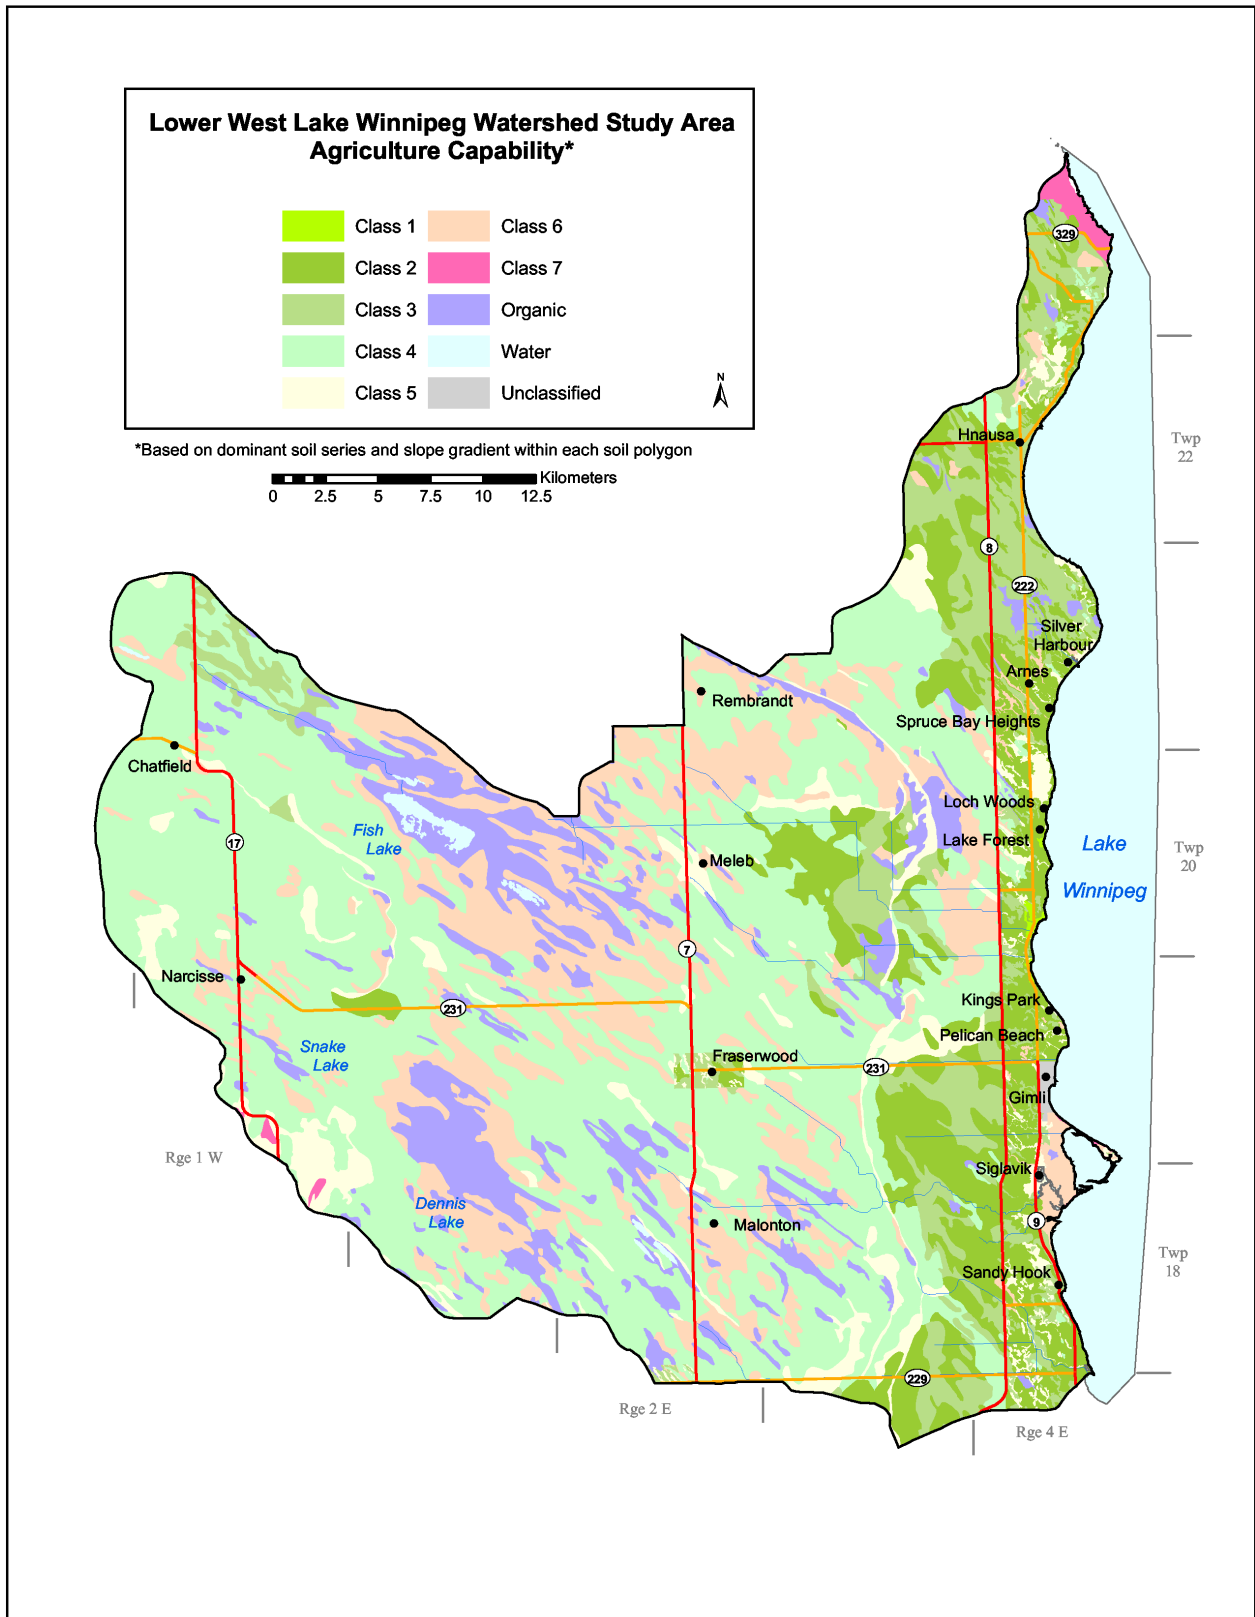 Lower West Lake Winnipeg Watershed Study Area
Agriculture Capability*
Class 1
Class 2
Class 3
Class 4
Class 5
Class 6
Class 7
Organic
Water
Unclassified
N
*Based on dominant soil series and slope gradient within each soil polygon
Kilometers
0 2.5 5 7.5 10 12.5
329
Twp
22
Hnausa
8
222
Silver
Harbour
Arnes
Rembrandt
Spruce Bay Heights
Chatfield
Loch Woods
Fish
Lake
17
Lake Forest
Lake
Winnipeg
Twp
20
Meleb
7
Narcisse
Kings Park
231
Pelican Beach
Snake
Lake
Fraserwood
231
Gimli
Rge 1 W
Siglavik
Dennis
Lake
Malonton
9
Twp
18
Sandy Hook
229
Rge 2 E
Rge 4 E